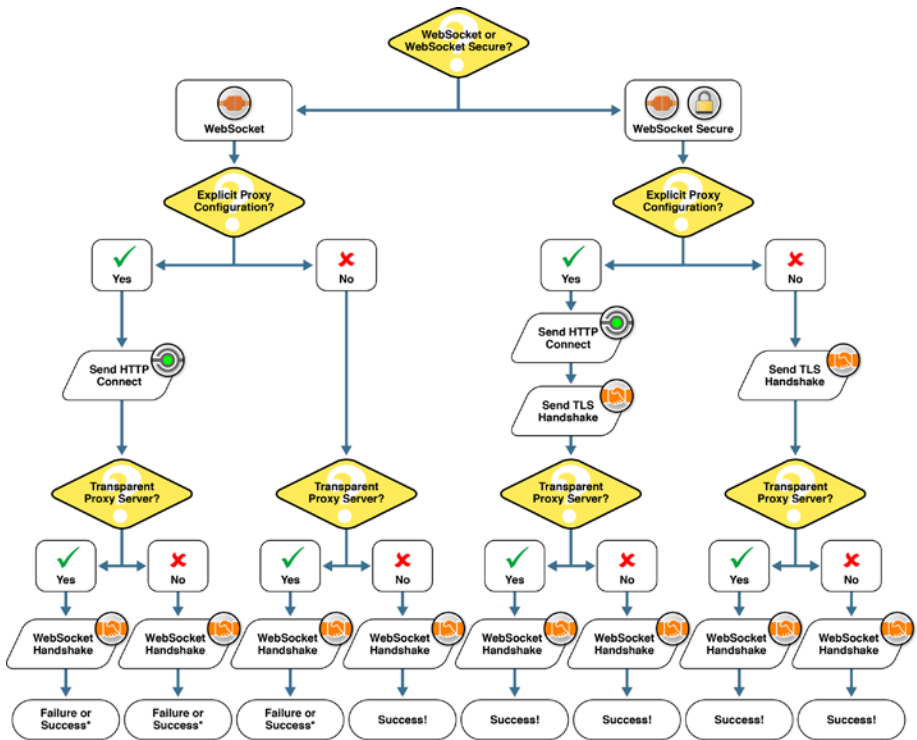 WebSocket or
WebSocket Secure?
WebSocket
WebSocket Secure
Explicit Proxy
Configuration?
Explicit Proxy
Configuration?
Yes
No
Yes
No
Send HTTP
Connect
Send HTTP
Connect
Send TLS
Handshake
Send TLS
Handshake
Transparent
Proxy Server?
Transparent
Proxy Server?
Transparent
Proxy Server?
Transparent
Proxy Server?
Yes
No
Yes
No
Yes
No
Yes
No
WebSocket
Handshake
WebSocket
Handshake
WebSocket
Handshake
WebSocket
Handshake
WebSocket
Handshake
WebSocket
Handshake
WebSocket
Handshake
WebSocket
Handshake
Failure or
Success*
Failure or
Success*
Failure or
Success*
Success!
Success!
Success!
Success!
Success!